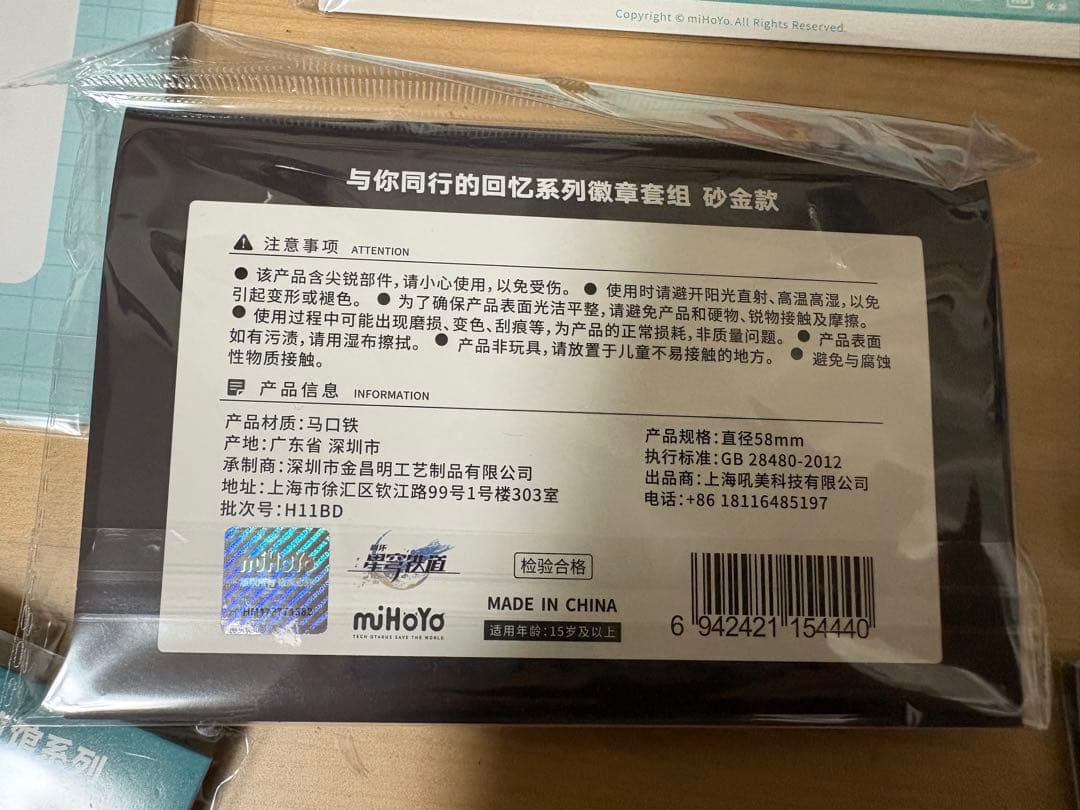 Copyright © miHoYo. All Rights Reserved.
与你同行的回忆系列徽章套组 砂金款
注意事项 ATTENTION
● 该产品含尖锐部件,请小心使用,以免受伤。 ● 使用时请避开阳光直射、高温高湿,以免
引起变形或褪色。 ● 为了确保产品表面光洁平整,请避免产品和硬物、锐物接触及摩擦。
● 使用过程中可能出现磨损、变色、刮痕等,为产品的正常损耗,非质量问题。 ● 产品表面
如有污渍,请用湿布擦拭。 ● 产品非玩具,请放置于儿童不易接触的地方。 ● 避免与腐蚀
性物质接触。
产品信息 INFORMATION
产品材质:马口铁
产地:广东省 深圳市
承制商:深圳市金昌明工艺制品有限公司
地址:上海市徐汇区钦江路99号1号楼303室
批次号:H11BD
产品规格:直径58mm
执行标准:GB 28480-2012
出品商:上海吼美科技有限公司
电话:+86 18116485197
miHoYo
崩坏
星穹铁道
miHoYo
TECH OTAKUS SAVE THE WORLD
检验合格
MADE IN CHINA
适用年龄:15岁及以上
6 942421 154440
系列